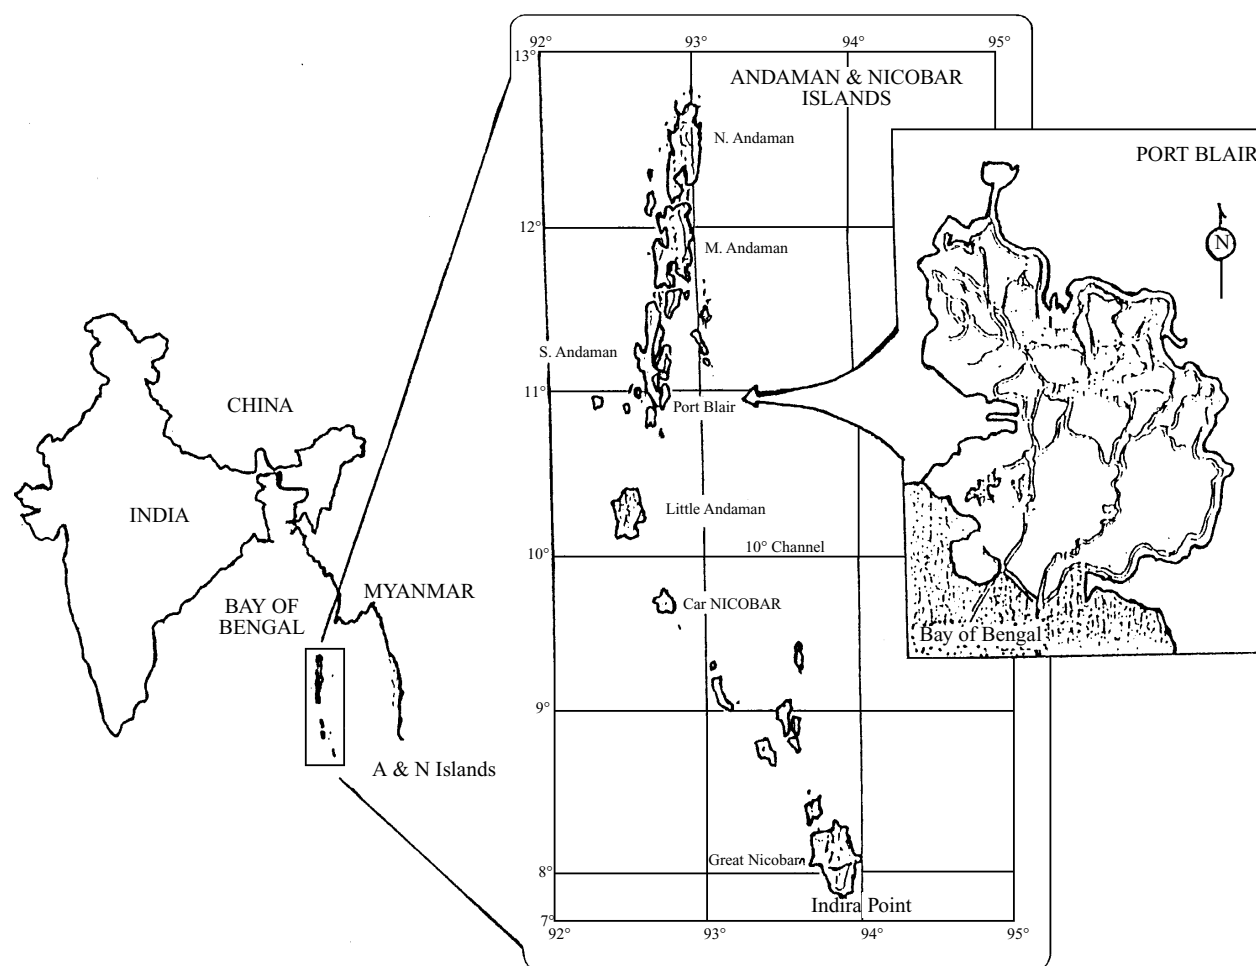 92°
93°
94°
95°
13°
ANDAMAN & NICOBAR
ISLANDS
N. Andaman
PORT BLAIR
N
12°
M. Andaman
S. Andaman
11°
Port Blair
CHINA
INDIA
Little Andaman
10°
10° Channel
MYANMAR
BAY OF
BENGAL
Car NICOBAR
Bay of Bengal
9°
A & N Islands
Great Nicobar
8°
Indira Point
7°
92°
93°
94°
95°